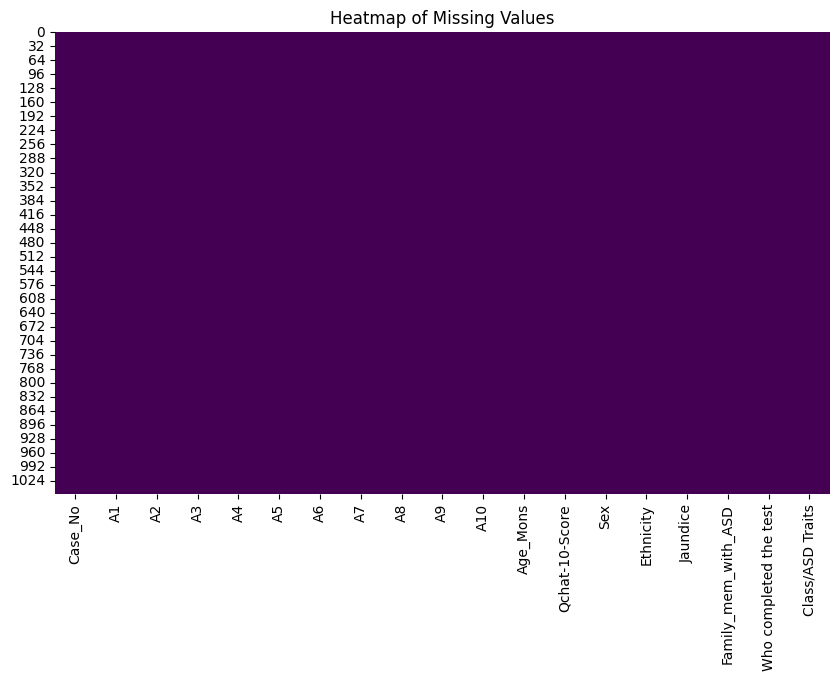 Heatmap of Missing Values
0
32
64
96
128
160
192
224
256
288
320
352
384
416
448
480
512
544
576
608
640
672
704
736
768
800
832
864
896
928
960
992
1024
Case_No
A1
A2
A3
A4
A5
A6
A7
A8
A9
A10
Age_Mons
Qchat-10-Score
Sex
Ethnicity
Jaundice
Family_mem_with_ASD
Who completed the test
Class/ASD Traits